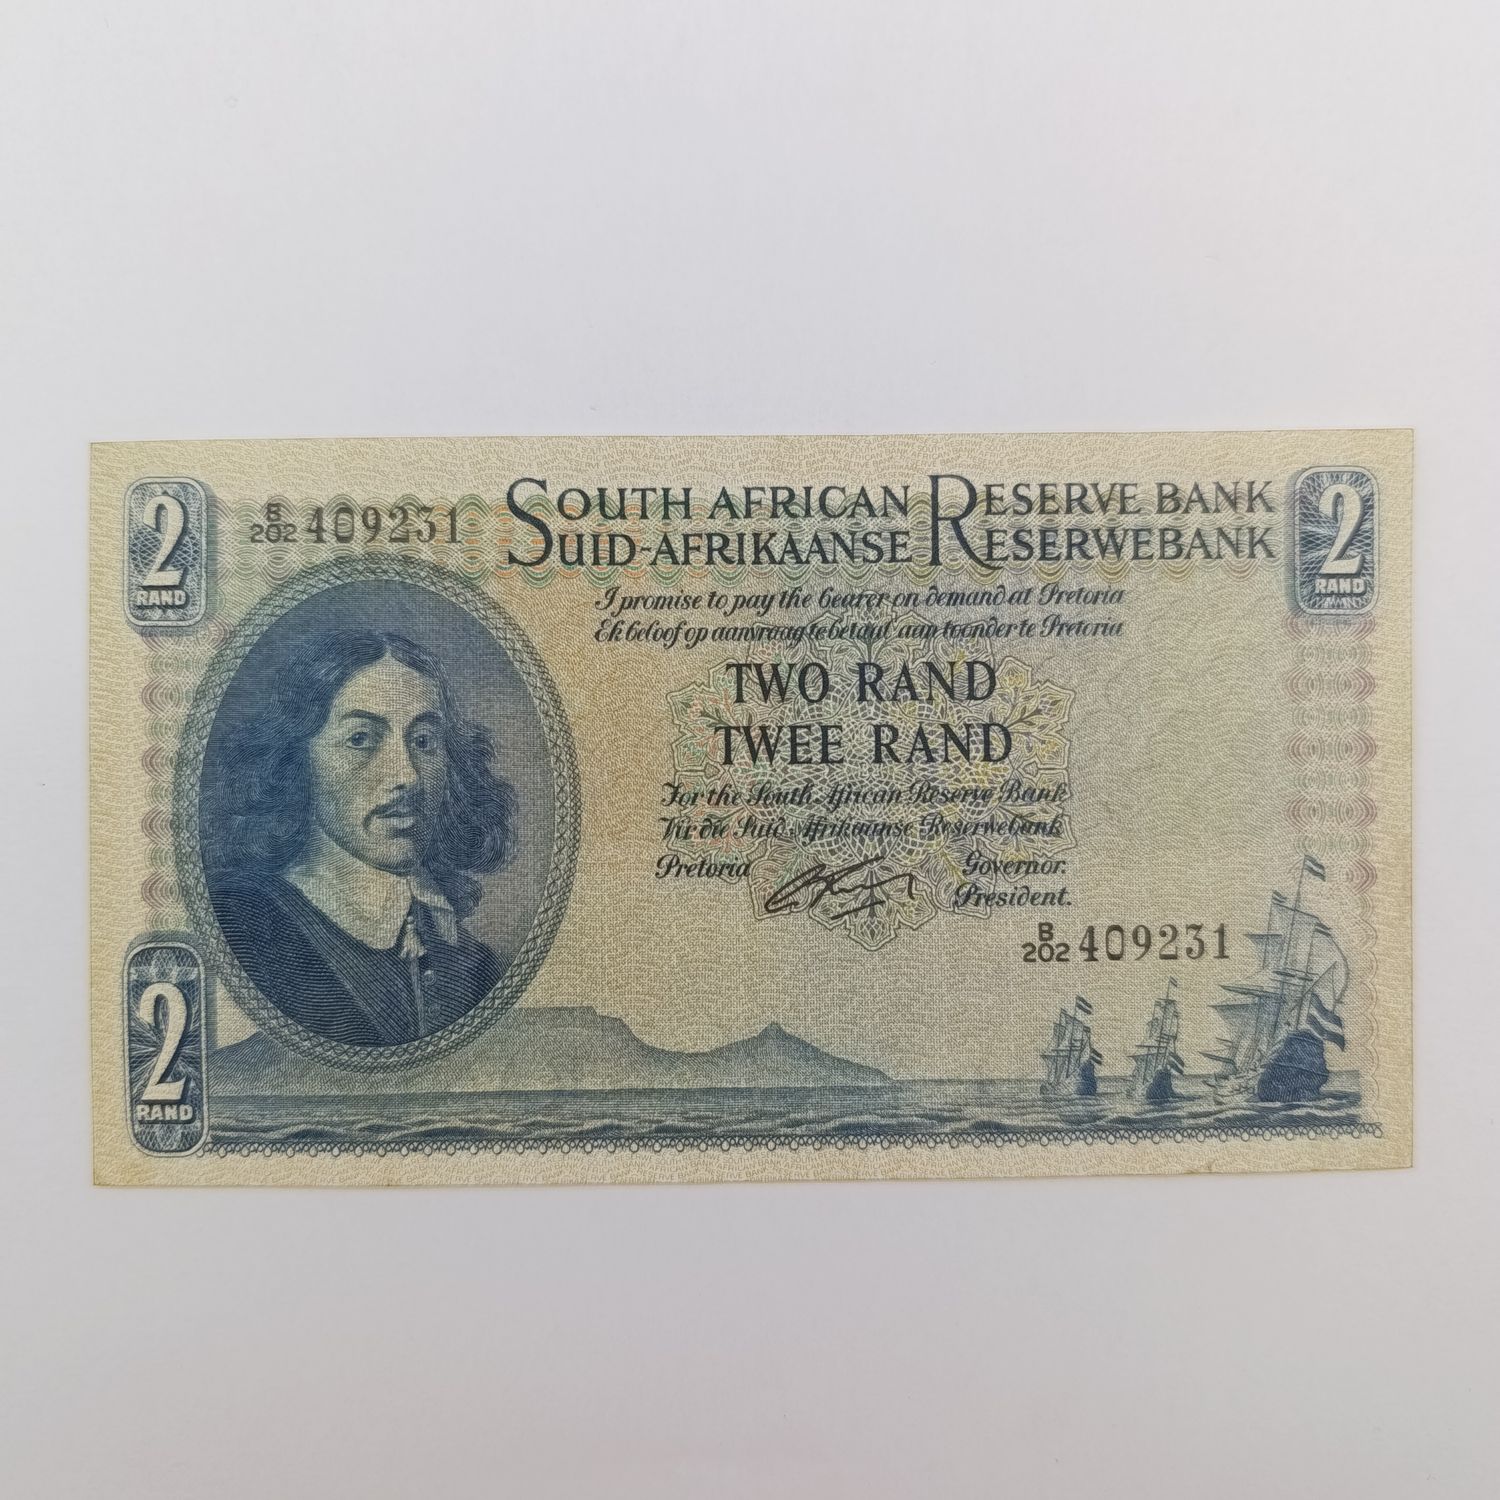 2
RAND
B/202 409231
SOUTH AFRICAN RESERVE BANK
SUID-AFRIKAANSE RESERWEBANK
2
RAND
I promise to pay the bearer on demand at Pretoria
Ek beloof op aanvraag te betaal aan toonder te Pretoria
TWO RAND
TWEE RAND
For the South African Reserve Bank
Vir die Suid-Afrikaanse Reserwebank
Pretoria
Governor.
President.
B/202 409231
2
RAND